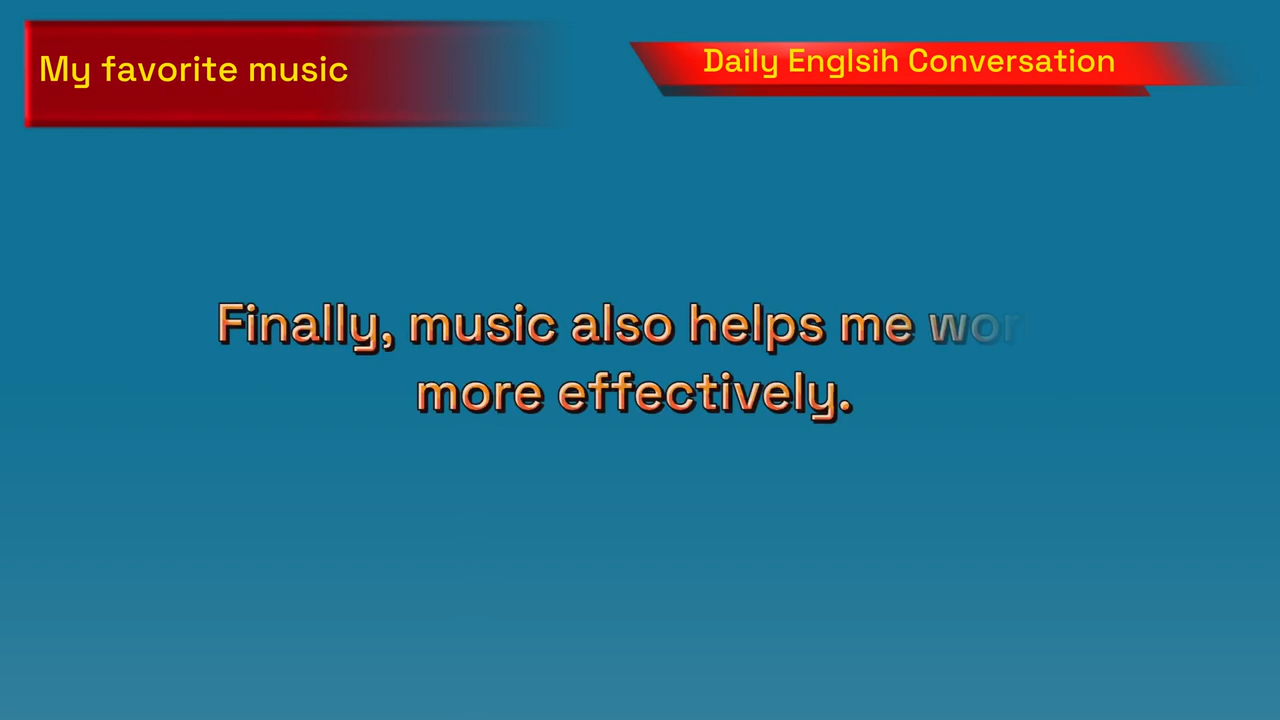 My favorite music
Daily Englsih Conversation
Finally, music also helps me
more effectively.